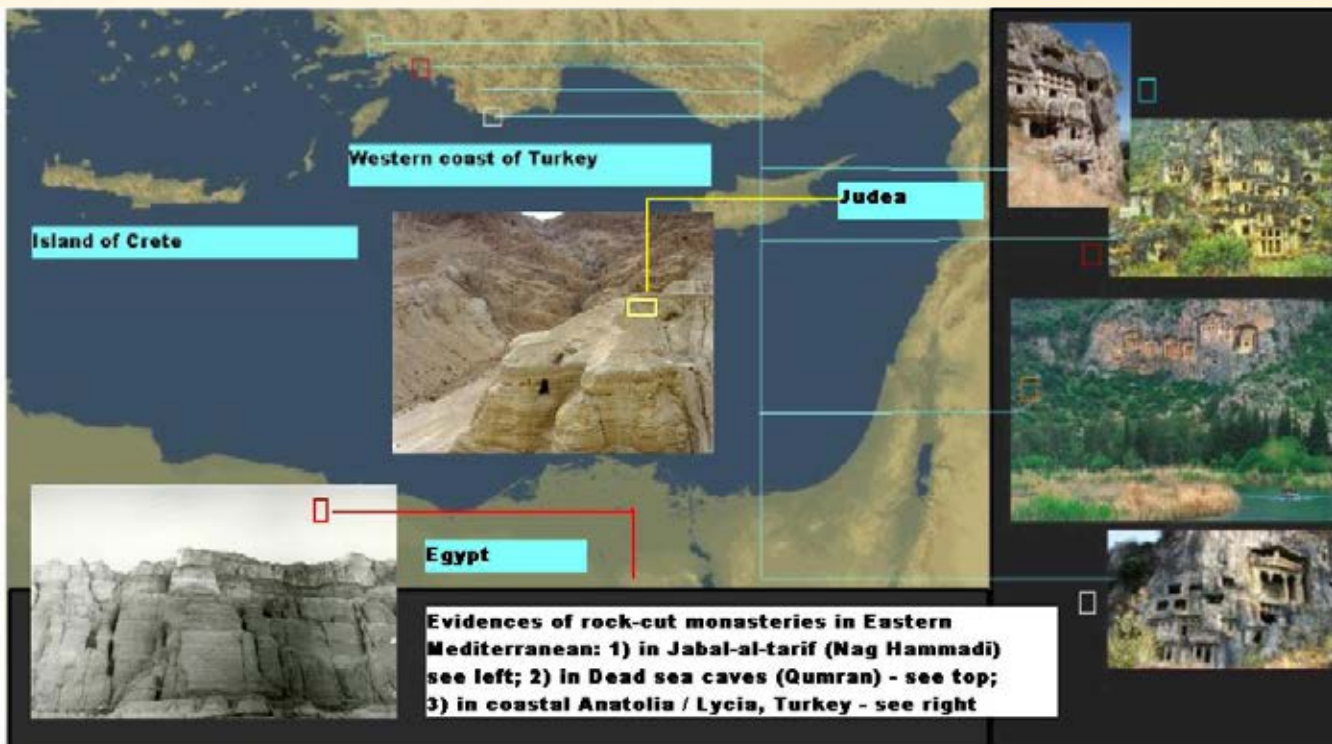 Western coast of Turkey
Judea
Island of Crete
Egypt
Evidences of rock-cut monasteries in Eastern
Mediterranean: 1) in Jabal-al-tarif (Nag Hammadi)
see left; 2) in Dead sea caves (Qumran) - see top;
3) in coastal Anatolia / Lycia, Turkey - see right